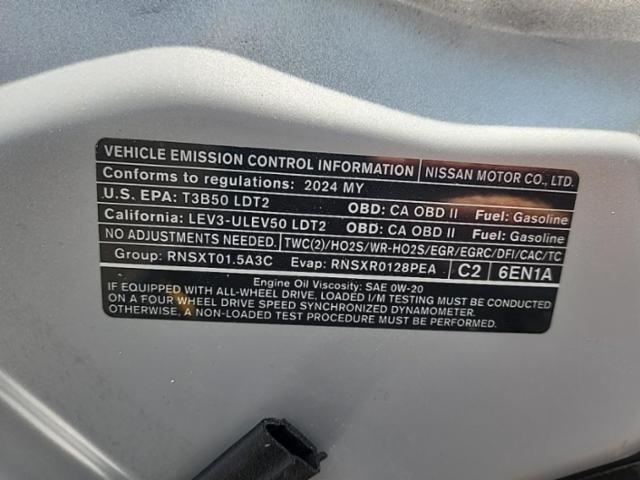 VEHICLE EMISSION CONTROL INFORMATION NISSAN MOTOR CO., LTD.
Conforms to regulations: 2024 MY
U.S. EPA: T3B50 LDT2 OBD: CA OBD II Fuel: Gasoline
California: LEV3-ULEV50 LDT2 OBD: CA OBD II Fuel: Gasoline
NO ADJUSTMENTS NEEDED. TWC(2)/HO2S/WR-HO2S/EGR/EGRC/DFI/CAC/TC
Group: RNSXT01.5A3C Evap: RNSXR0128PEA C2 6EN1A
Engine Oil Viscosity: SAE 0W-20
IF EQUIPPED WITH ALL-WHEEL DRIVE, LOADED I/M TESTING MUST BE CONDUCTED
ON A FOUR WHEEL DRIVE SPEED SYNCHRONIZED DYNAMOMETER.
OTHERWISE, A NON-LOADED TEST PROCEDURE MUST BE PERFORMED.